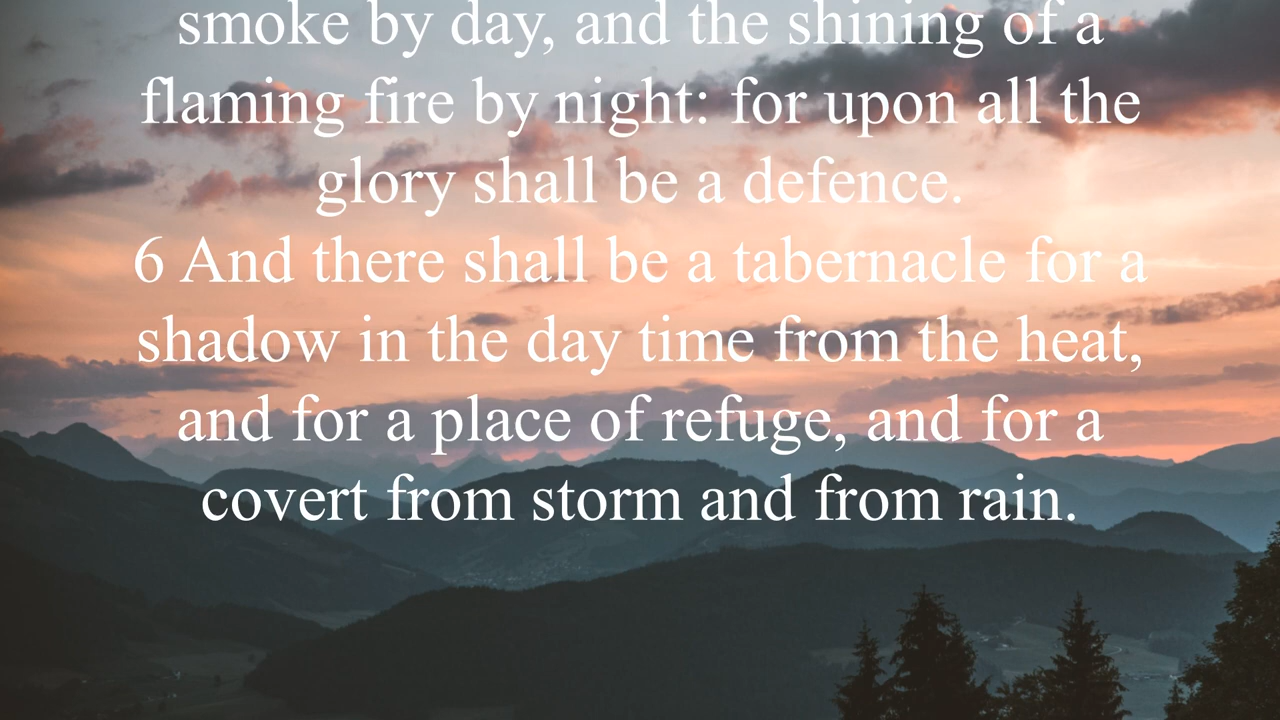 smoke by day, and the shining of a
flaming fire by night: for upon all the
glory shall be a defence.
6 And there shall be a tabernacle for a
shadow in the day time from the heat,
and for a place of refuge, and for a
covert from storm and from rain.